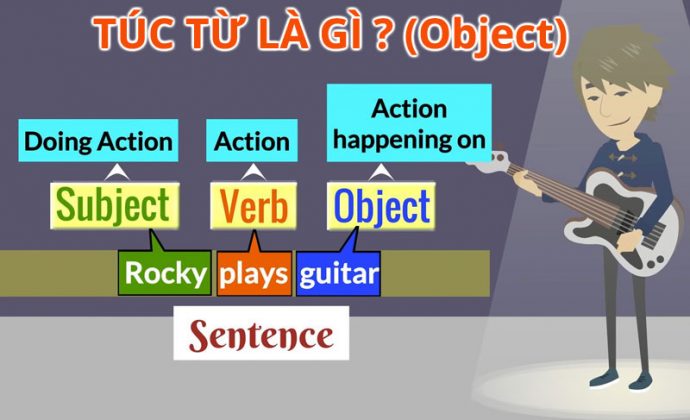 TÚC TỪ LÀ GÌ ? (Object)
Doing Action
Action
Action
happening on
Subject
Verb
Object
Rocky
plays
guitar
Sentence